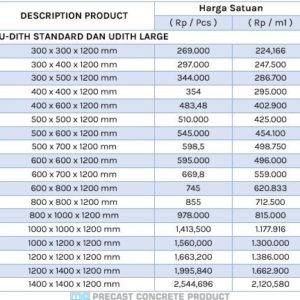 DESCRIPTION PRODUCT Harga Satuan
( Rp / Pcs ) ( Rp / m1 )
U-DITH STANDARD DAN UDITH LARGE
300 x 300 x 1200 mm 269.000 224,166
300 x 400 x 1200 mm 297.000 247.500
300 x 500 x 1200 mm 344.000 286.700
400 x 400 x 1200 mm 354 295.000
400 x 600 x 1200 mm 483,48 402.900
500 x 500 x 1200 mm 510.000 425.000
500 x 600 x 1200 mm 545.000 454.100
500 x 700 x 1200 mm 598,5 498.750
600 x 600 x 1200 mm 595.000 496.000
600 x 700 x 1200 mm 669,8 559.000
600 x 800 x 1200 mm 745 620.833
800 x 800 x 1200 mm 855 712.500
800 x 1000 x 1200 mm 978.000 815.000
1000 x 1000 x 1200 mm 1,413.500 1.177.916
1000 x 1200 x 1200 mm 1,560,000 1.300.000
1200 x 1200 x 1200 mm 1,663,200 1.386.000
1200 x 1400 x 1200 mm 1,995,840 1.662.900
1400 x 1400 x 1200 mm 2,544,696 2,120,580
PRECAST CONCRETE PRODUCT